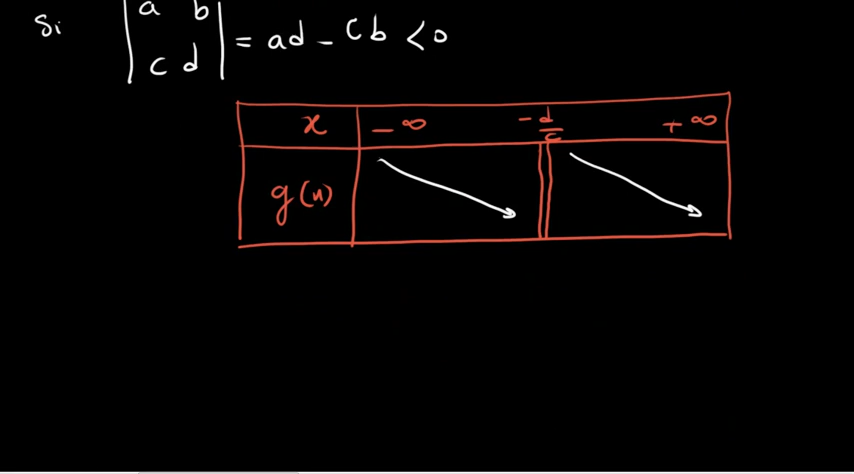 Si |a b| = ad - cb < 0
|c d|
x -∞ -d/c +∞
g(x)